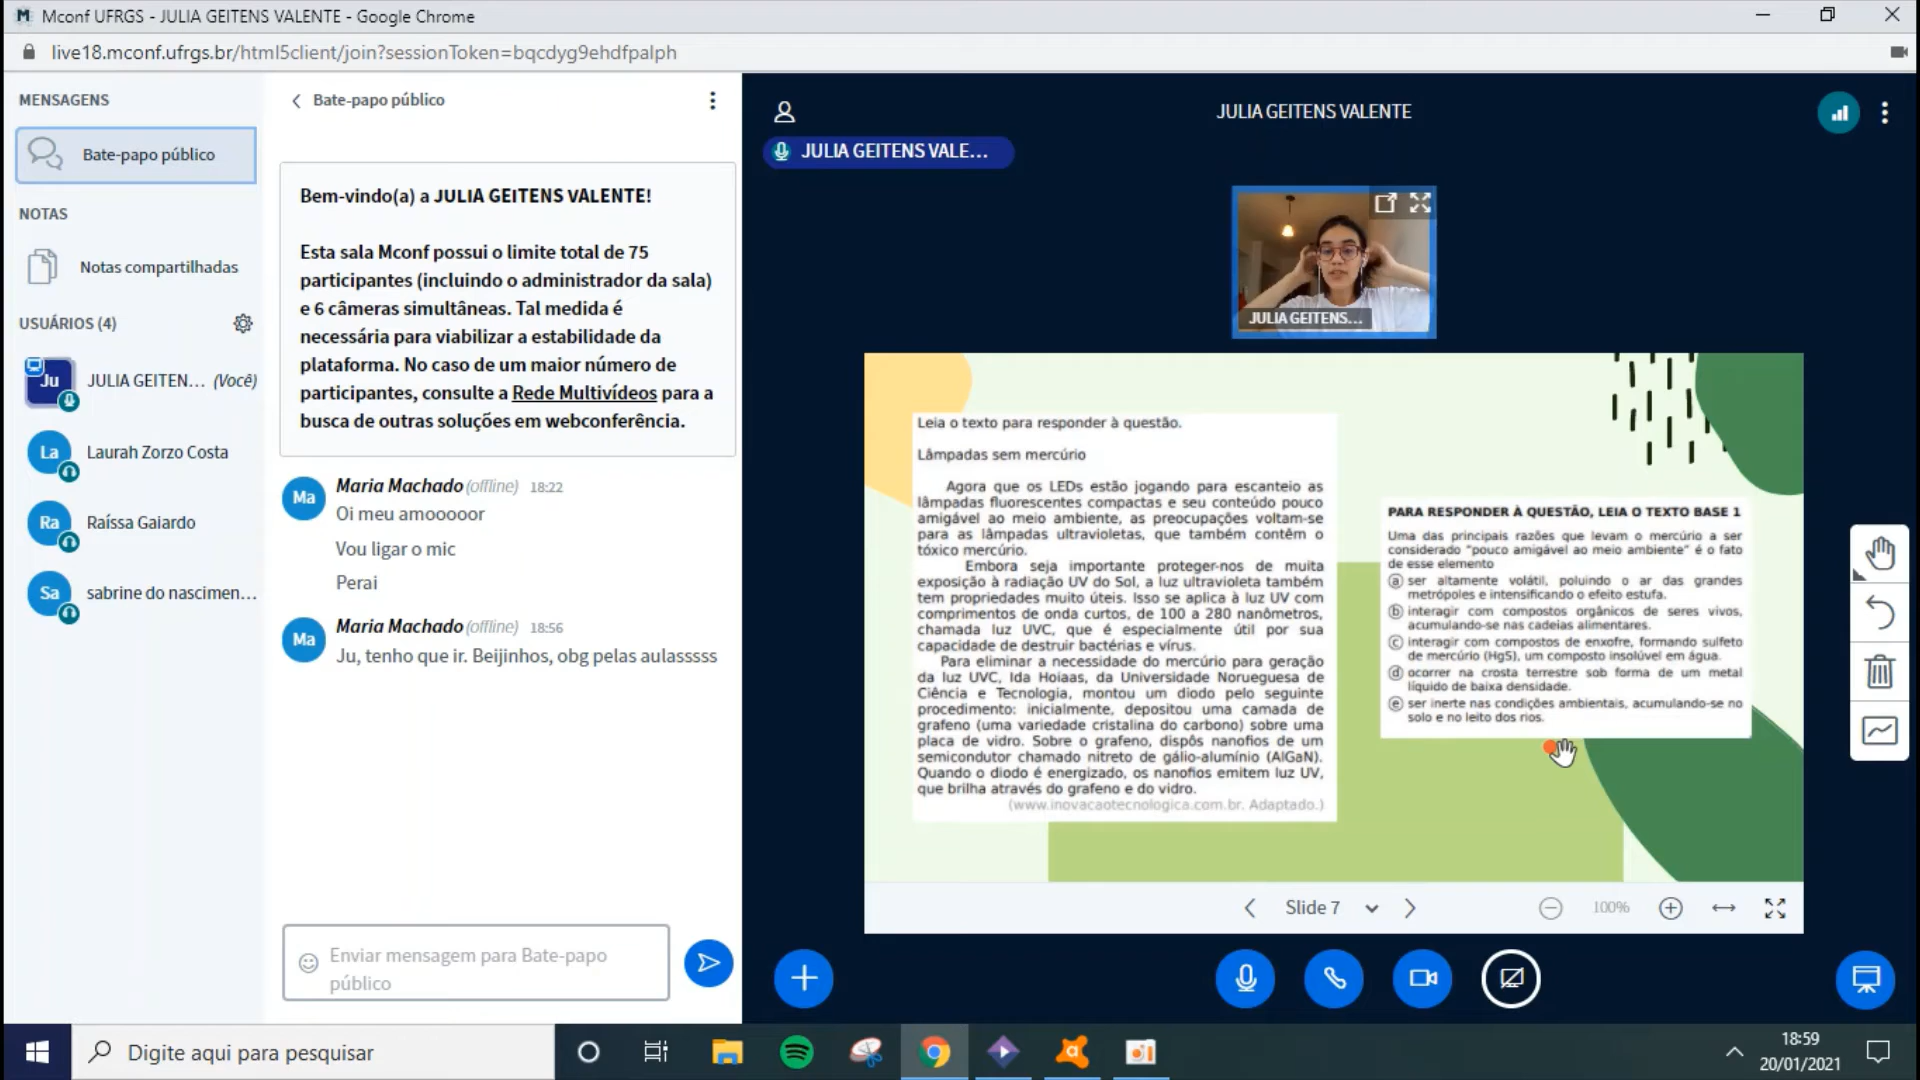 Mconf UFRGS - JULIA GEITENS VALENTE - Google Chrome
live18.mconf.ufrgs.br/html5client/join?sessionToken=bqcdyg9ehdfpalph
MENSAGENS
Bate-papo público
NOTAS
Notas compartilhadas
USUÁRIOS (4)
Ju
JULIA GEITEN... (Você)
La
Laurah Zorzo Costa
Ra
Raíssa Gaiardo
Sa
sabrine do nascimen...
Bate-papo público
Bem-vindo(a) a JULIA GEITENS VALENTE!
Esta sala Mconf possui o limite total de 75
participantes (incluindo o administrador da sala)
e 6 câmeras simultâneas. Tal medida é
necessária para viabilizar a estabilidade da
plataforma. No caso de um maior número de
participantes, consulte a Rede Multivídeos para a
busca de outras soluções em webconferência.
Ma
Maria Machado (offline) 18:22
Oi meu amooooor
Vou ligar o mic
Perai
Ma
Maria Machado (offline) 18:56
Ju, tenho que ir. Beijinhos, obg pelas aulasssss
Enviar mensagem para Bate-papo
público
JULIA GEITENS VALENTE
JULIA GEITENS VALE...
JULIA GEITENS...
Leia o texto para responder à questão.
Lâmpadas sem mercúrio
Agora que os LEDs estão jogando para escanteio as
lâmpadas fluorescentes compactas e seu conteúdo pouco
amigável ao meio ambiente, as preocupações voltam-se
para as lâmpadas ultravioletas, que também contêm o
tóxico mercúrio.
Embora seja importante proteger-nos de muita
exposição à radiação UV do Sol, a luz ultravioleta também
tem propriedades muito úteis. Isso se aplica à luz UV com
comprimentos de onda curtos, de 100 a 280 nanômetros,
chamada luz UVC, que é especialmente útil por sua
capacidade de destruir bactérias e vírus.
Para eliminar a necessidade do mercúrio para geração
da luz UVC, Ida Hoiaas, da Universidade Norueguesa de
Ciência e Tecnologia, montou um diodo pelo seguinte
procedimento: inicialmente, depositou uma camada de
grafeno (uma variedade cristalina do carbono) sobre uma
placa de vidro. Sobre o grafeno, dispôs nanofios de um
semicondutor chamado nitreto de gálio-alumínio (AlGaN).
Quando o diodo é energizado, os nanofios emitem luz UV,
que brilha através do grafeno e do vidro.
(www.inovacaotecnologica.com.br. Adaptado.)
PARA RESPONDER À QUESTÃO, LEIA O TEXTO BASE 1
Uma das principais razões que levam o mercúrio a ser
considerado "pouco amigável ao meio ambiente" é o fato
de esse elemento
a ser altamente volátil, poluindo o ar das grandes
metrópoles e intensificando o efeito estufa.
b interagir com compostos orgânicos de seres vivos,
acumulando-se nas cadeias alimentares.
c interagir com compostos de enxofre, formando sulfeto
de mercúrio (HgS), um composto insolúvel em água.
d ocorrer na crosta terrestre sob forma de um metal
líquido de baixa densidade.
e ser inerte nas condições ambientais, acumulando-se no
solo e no leito dos rios.
Slide 7
100%
Digite aqui para pesquisar
18:59
20/01/2021